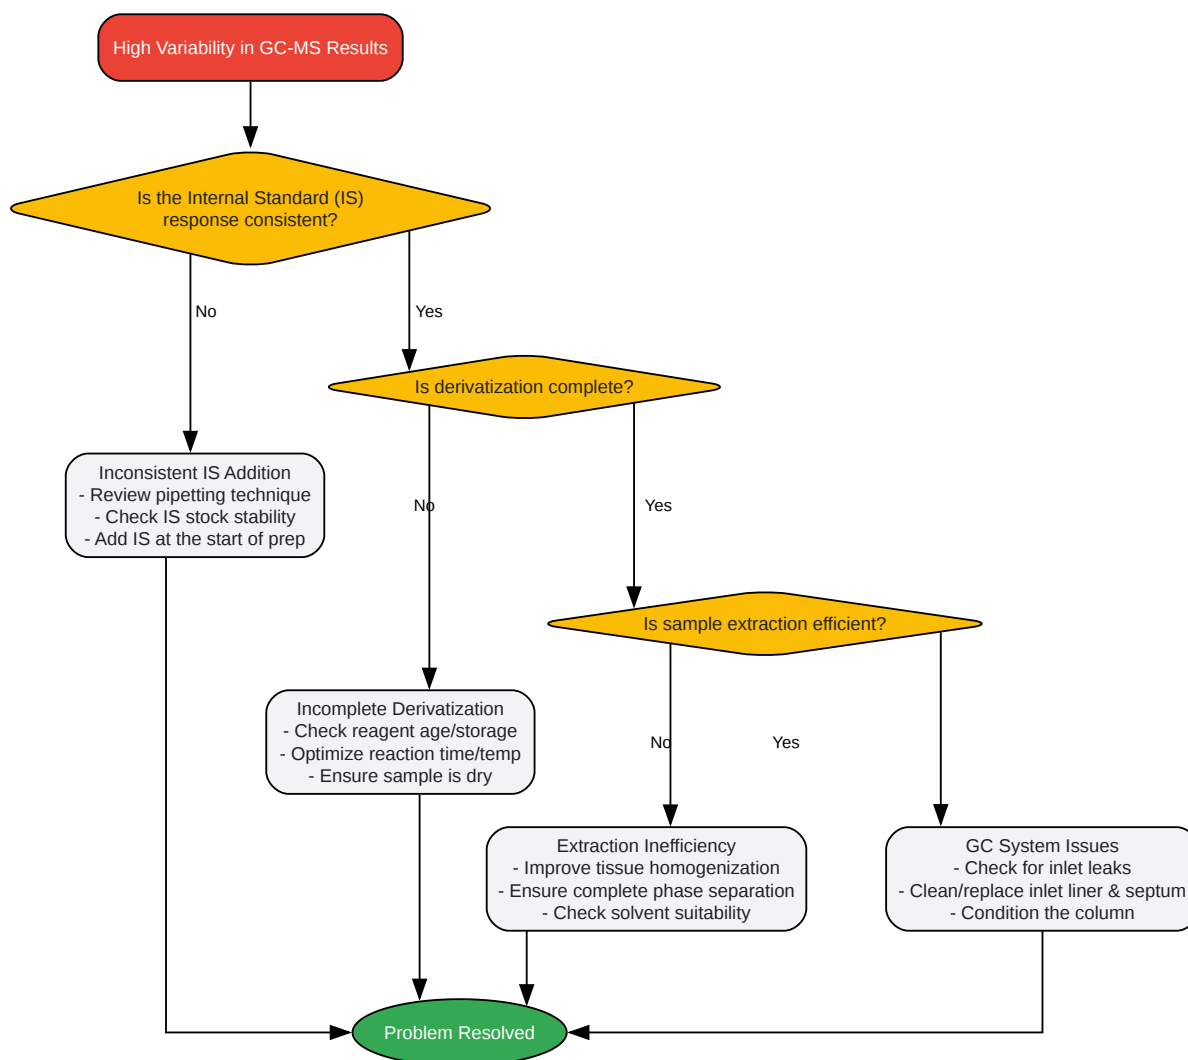 High Variability in GC-MS Results
Is the Internal Standard (IS)
response consistent?
No
Yes
Is derivatization complete?
Inconsistent IS Addition
- Review pipetting technique
- Check IS stock stability
- Add IS at the start of prep
No
Yes
Is sample extraction efficient?
Incomplete Derivatization
- Check reagent age/storage
- Optimize reaction time/temp
- Ensure sample is dry
No
Yes
Extraction Inefficiency
- Improve tissue homogenization
- Ensure complete phase separation
- Check solvent suitability
GC System Issues
- Check for inlet leaks
- Clean/replace inlet liner & septum
- Condition the column
Problem Resolved